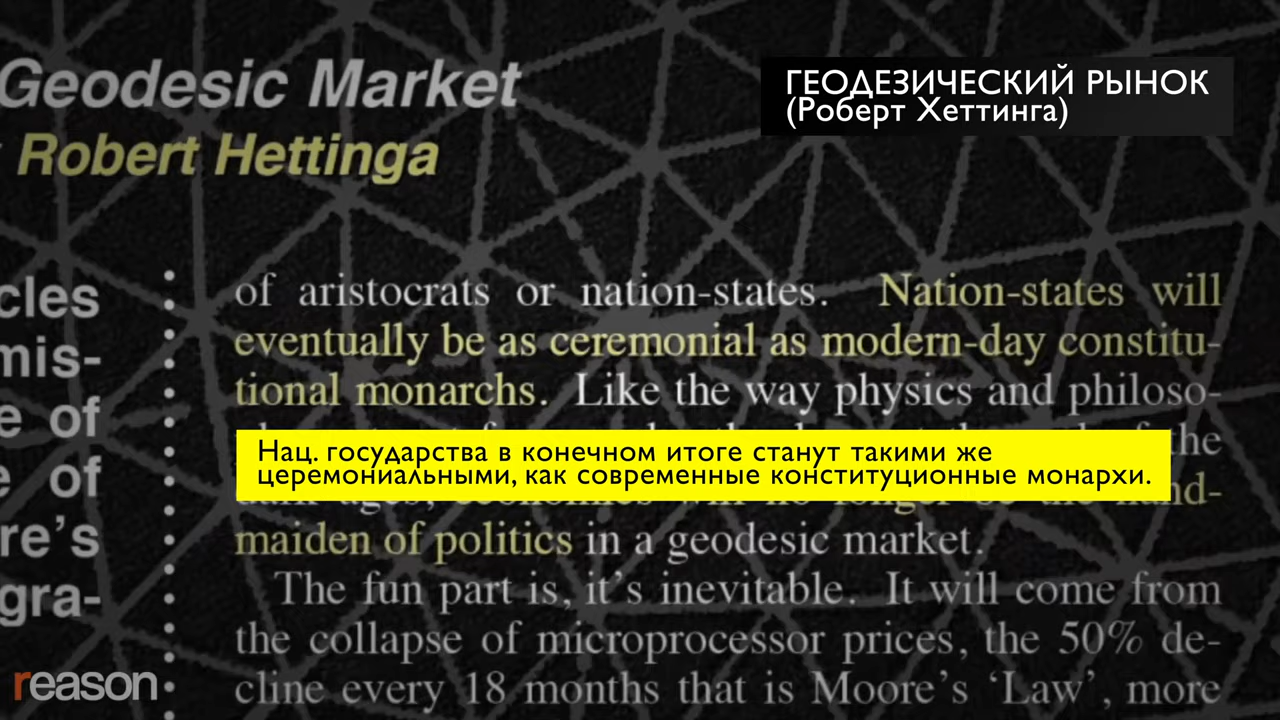 Geodesic Market
Robert Hettinga
ГЕОДЕЗИЧЕСКИЙ РЫНОК
(Роберт Хеттинга)
cles
mis-
e of
e of
re's
gra-
of aristocrats or nation-states. Nation-states will
eventually be as ceremonial as modern-day constitu-
tional monarchs. Like the way physics and philoso-
the
Нац. государства в конечном итоге станут такими же
церемониальными, как современные конституционные монархи.
hand-
maiden of politics in a geodesic market.
The fun part is, it's inevitable. It will come from
the collapse of microprocessor prices, the 50% de-
cline every 18 months that is Moore's 'Law', more
reason